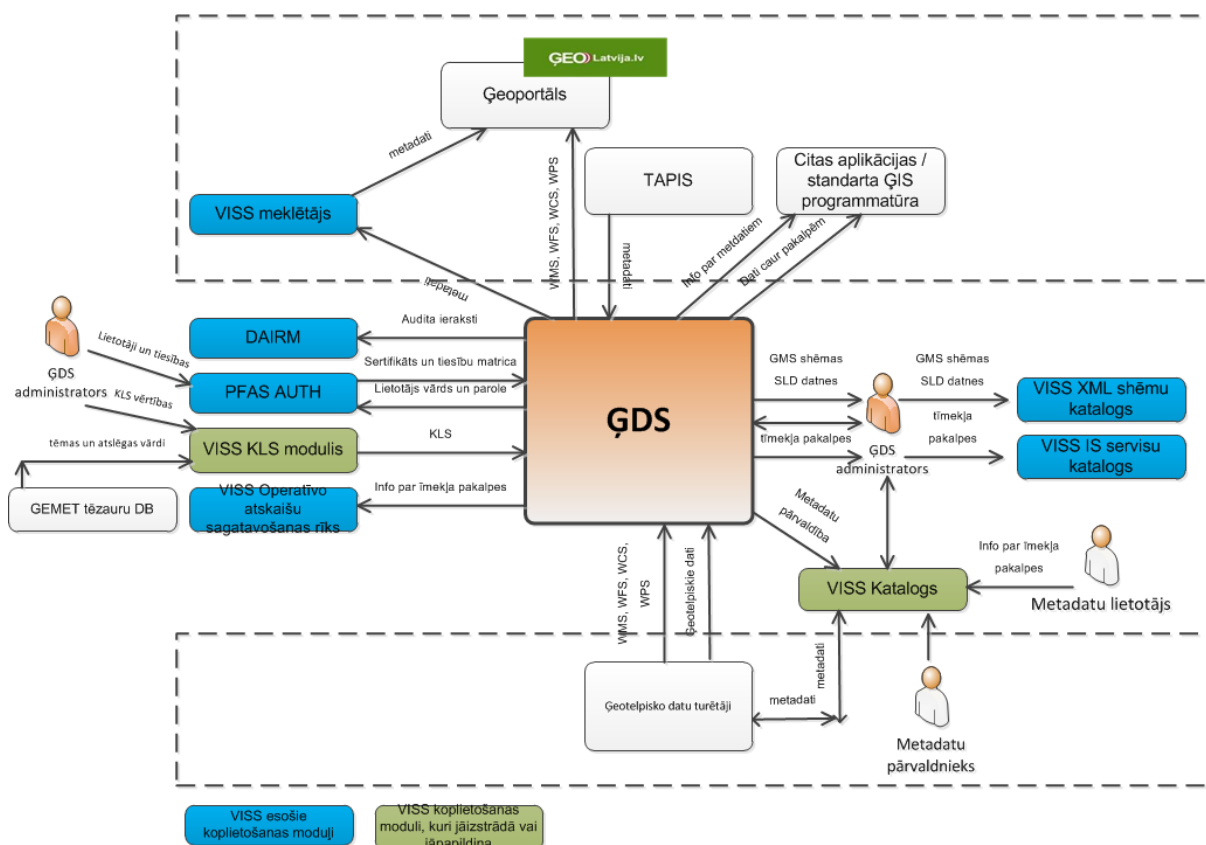 ĢEO Latvija.lv
Ģeoportāls
metadati
WMS, WFS, WCS, WPS
TAPIS
Citas aplikācijas /
standarta ĢIS
programmatūra
VISS meklētājs
metadati
metadati
Info par metdatiem
Dati caur pakalpēm
ĢDS
administrators
Lietotāji un tiesības
KLS vērtības
DAIRM
Audita ieraksti
PFAS AUTH
Sertifikāts un tiesību matrica
Lietotājs vārds un parole
tēmas un atslēgas vārdi
VISS KLS modulis
KLS
GEMET tēzauru DB
VISS Operatīvo
atskaišu
sagatavošanas rīks
Info par īmekļa pakalpes
ĢDS
GMS shēmas
SLD datnes
tīmekļa pakalpes
ĢDS
administrators
GMS shēmas
SLD datnes
tīmekļa
pakalpes
VISS XML shēmu
katalogs
VISS IS servisu
katalogs
Metadatu
pārvaldība
VISS Katalogs
Info par īmekļa
pakalpes
Metadatu lietotājs
WMS, WFS, WCS,
WPS
Ģeotelpiskie dati
Ģeotelpisko datu turētāji
metadati
metadati
Metadatu
pārvaldnieks
VISS esošie
koplietošanas moduļi
VISS koplietošanas
moduli, kuri jāizstrādā vai
jāpapildina